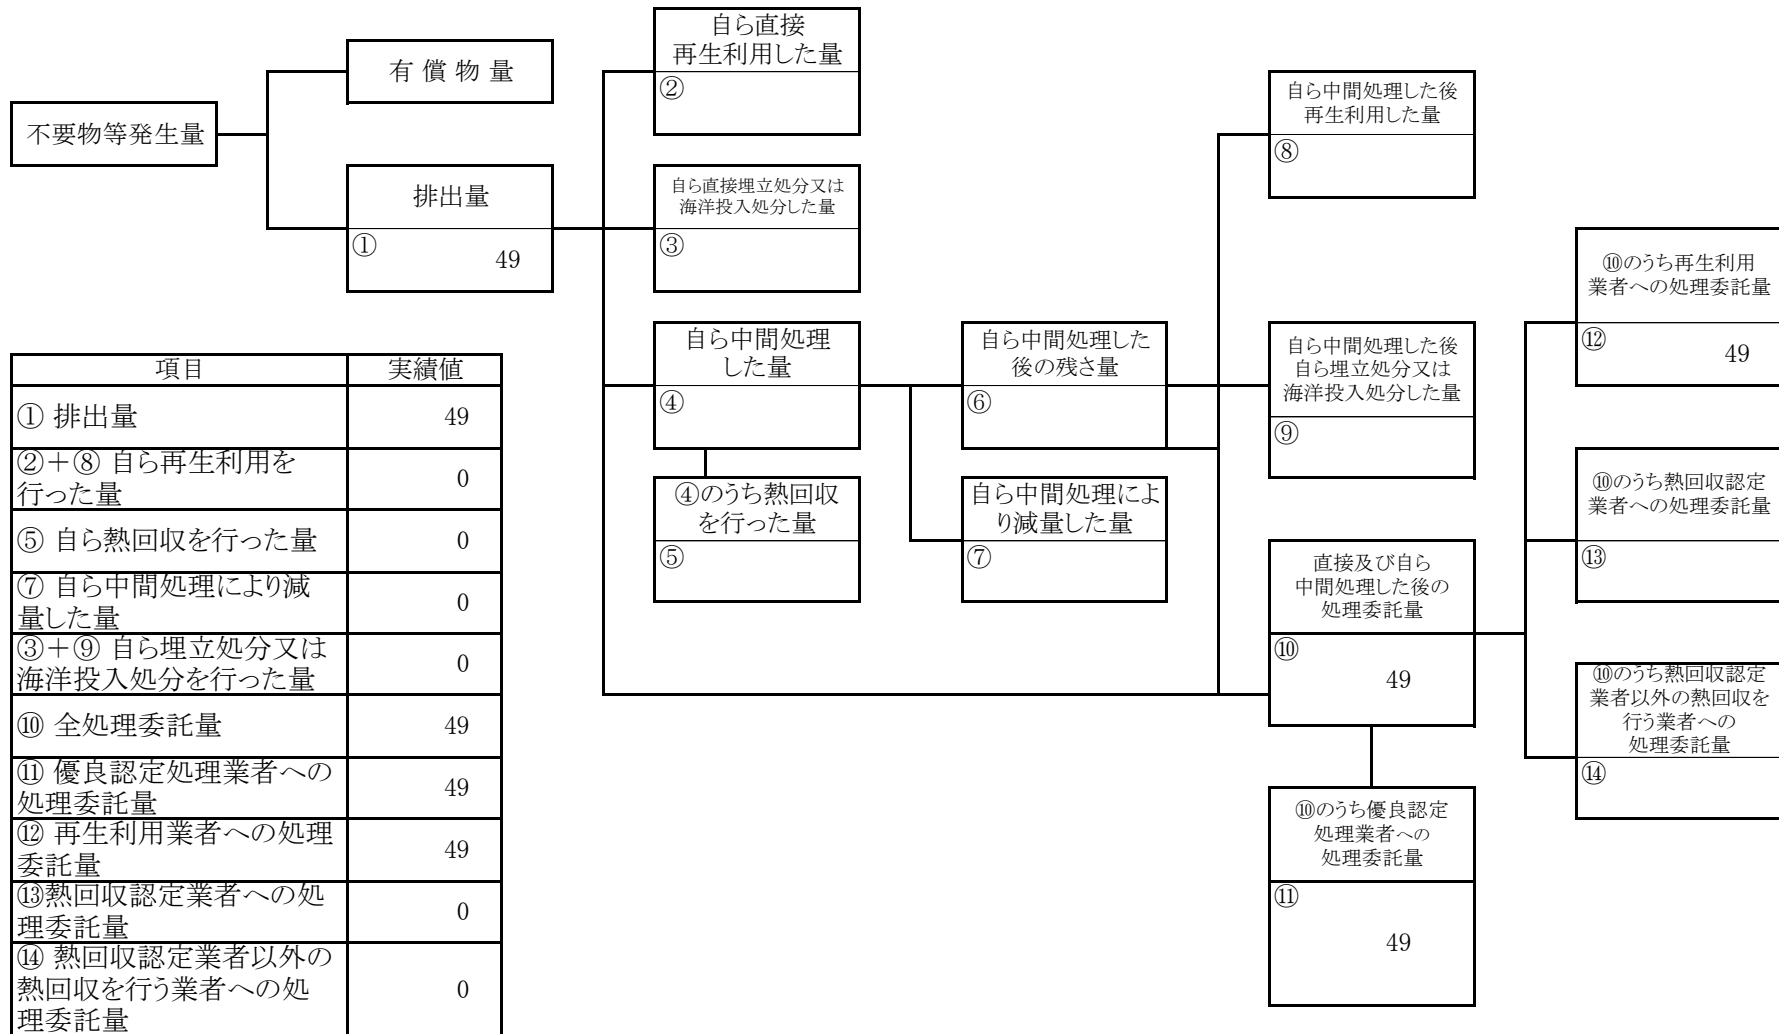 不要物等発生量
有償物量
排出量
①
49
自ら直接
再生利用した量
②
自ら直接埋立処分又は
海洋投入処分した量
③
自ら中間処理
した量
④
④のうち熱回収
を行った量
⑤
自ら中間処理した
後の残さ量
⑥
自ら中間処理によ
り減量した量
⑦
自ら中間処理した後
再生利用した量
⑧
自ら中間処理した後
自ら埋立処分又は
海洋投入処分した量
⑨
直接及び自ら
中間処理した後の
処理委託量
⑩
49
⑩のうち優良認定
処理業者への
処理委託量
⑪
49
⑩のうち再生利用
業者への処理委託量
⑫
49
⑩のうち熱回収認定
業者への処理委託量
⑬
⑩のうち熱回収認定
業者以外の熱回収を
行う業者への
処理委託量
⑭
項目 実績値
① 排出量 49
②+⑧ 自ら再生利用を
行った量 0
⑤ 自ら熱回収を行った量 0
⑦ 自ら中間処理により減
量した量 0
③+⑨ 自ら埋立処分又は
海洋投入処分を行った量 0
⑩ 全処理委託量 49
⑪ 優良認定処理業者への
処理委託量 49
⑫ 再生利用業者への処理
委託量 49
⑬熱回収認定業者への処
理委託量 0
⑭ 熱回収認定業者以外の
熱回収を行う業者への処
理委託量 0